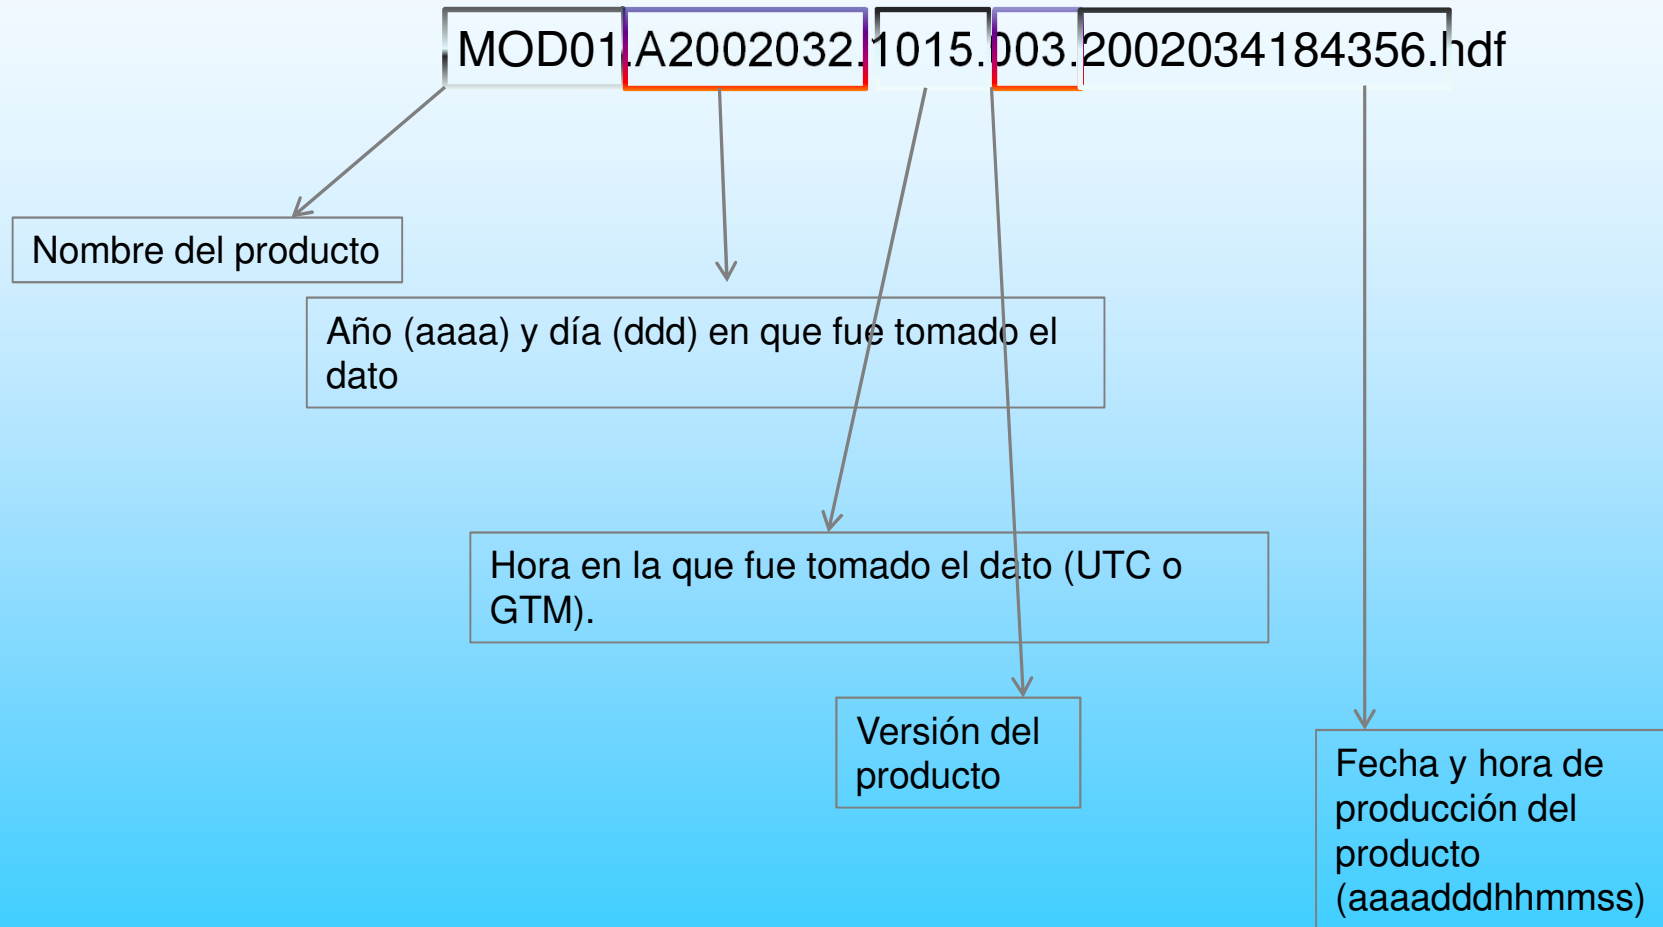 MOD01.A2002032.1015.003.2002034184356.hdf
Nombre del producto
Año (aaaa) y día (ddd) en que fue tomado el
dato
Hora en la que fue tomado el dato (UTC o
GTM).
Versión del
producto
Fecha y hora de
producción del
producto
(aaaadddhhmmss)